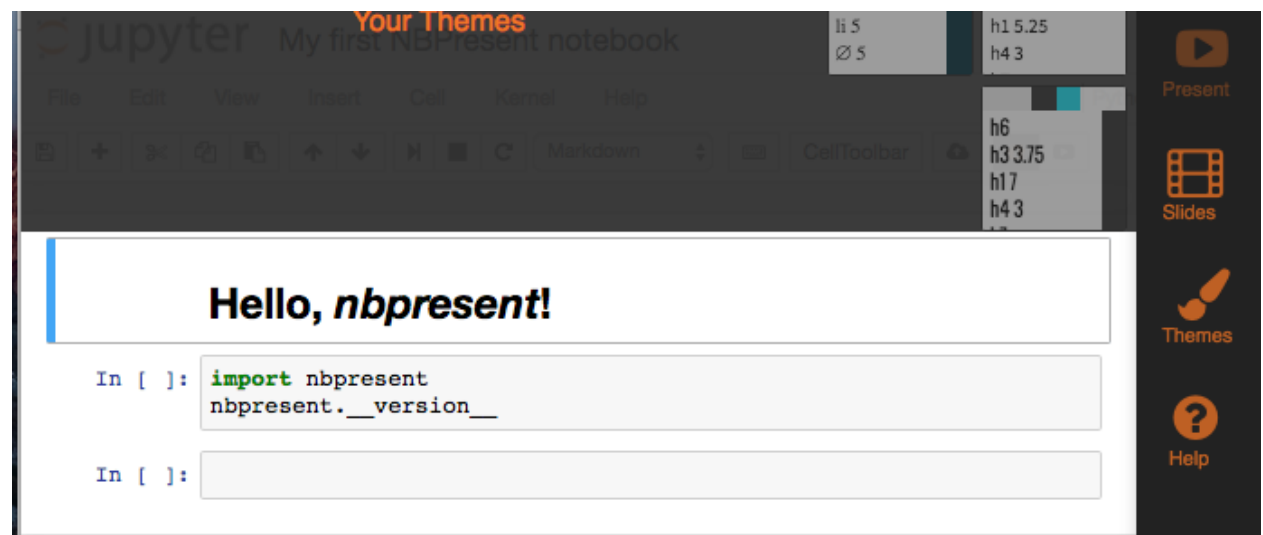 Your Themes
jupyter My first NBPresent notebook
li 5
∅ 5
h1 5.25
h4 3
File Edit View Insert Cell Kernel Help
Markdown CellToolbar
h6
h3 3.75
h1 7
h4 3
Present
Slides
Themes
Help
Hello, nbpresent!
In [ ]: import nbpresent
nbpresent.__version__
In [ ]: